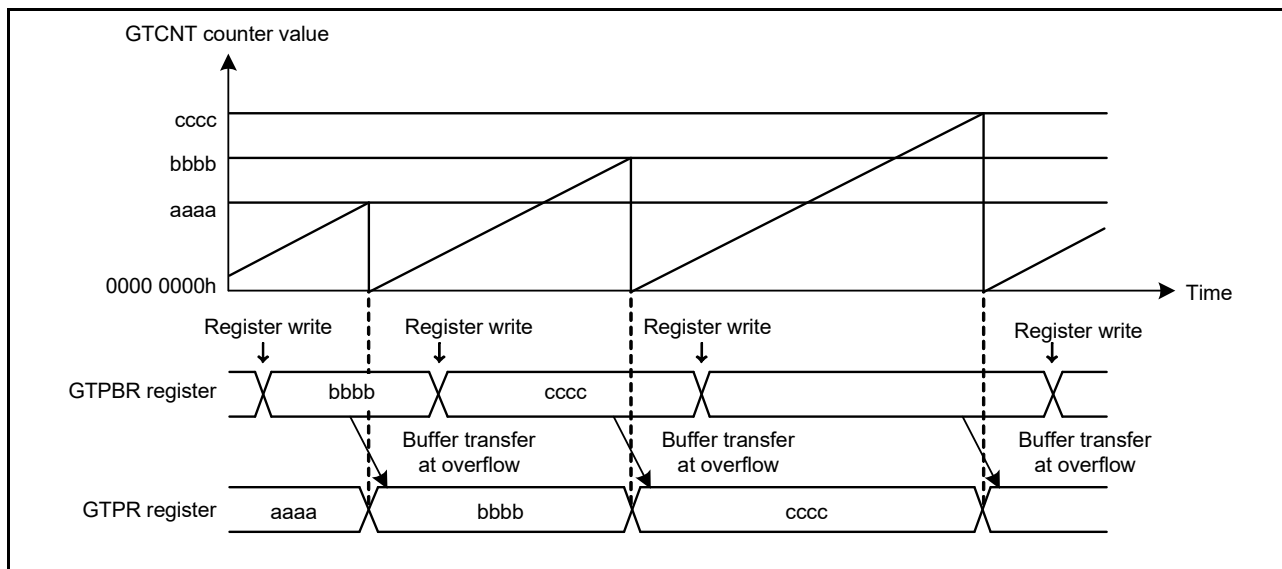 GTCNT counter value
cccc
bbbb
aaaa
0000 0000h
Time
Register write Register write Register write Register write
GTPBR register bbbb cccc
Buffer transfer at overflow
Buffer transfer at overflow
Buffer transfer at overflow
GTPR register aaaa bbbb cccc